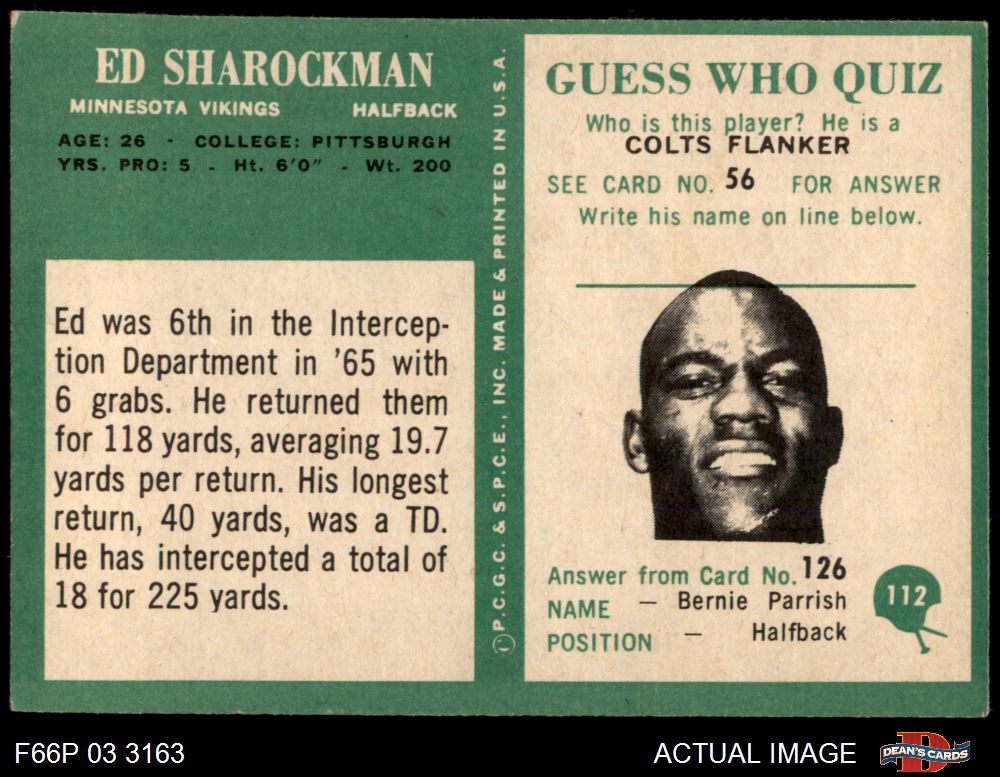 ED SHAROCKMAN
MINNESOTA VIKINGS HALFBACK
AGE: 26 - COLLEGE: PITTSBURGH
YRS. PRO: 5 - Ht. 6'0" - Wt. 200
Ed was 6th in the Intercep-
tion Department in '65 with
6 grabs. He returned them
for 118 yards, averaging 19.7
yards per return. His longest
return, 40 yards, was a TD.
He has intercepted a total of
18 for 225 yards.
© P.C.G.C. & S.P.C.E., INC. MADE & PRINTED IN U.S.A.
GUESS WHO QUIZ
Who is this player? He is a
COLTS FLANKER
SEE CARD NO. 56 FOR ANSWER
Write his name on line below.
Answer from Card No. 126
NAME — Bernie Parrish
POSITION — Halfback
112
F66P 03 3163
ACTUAL IMAGE
DEAN'S CARDS